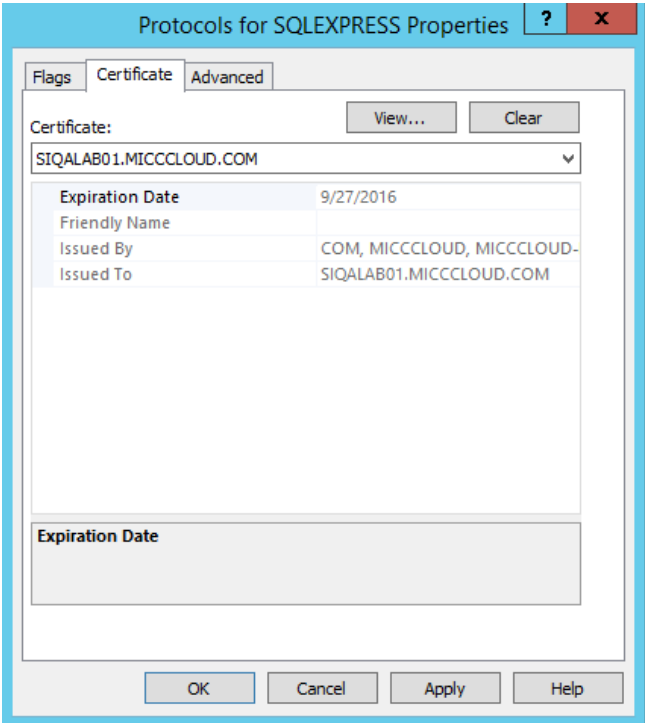 Protocols for SQLEXPRESS Properties ? x
Flags Certificate Advanced
View... Clear
Certificate:
SIQALAB01.MICCCLOUD.COM
Expiration Date 9/27/2016
Friendly Name
Issued By COM, MICCCLOUD, MICCCLOUD-
Issued To SIQALAB01.MICCCLOUD.COM
Expiration Date
OK Cancel Apply Help